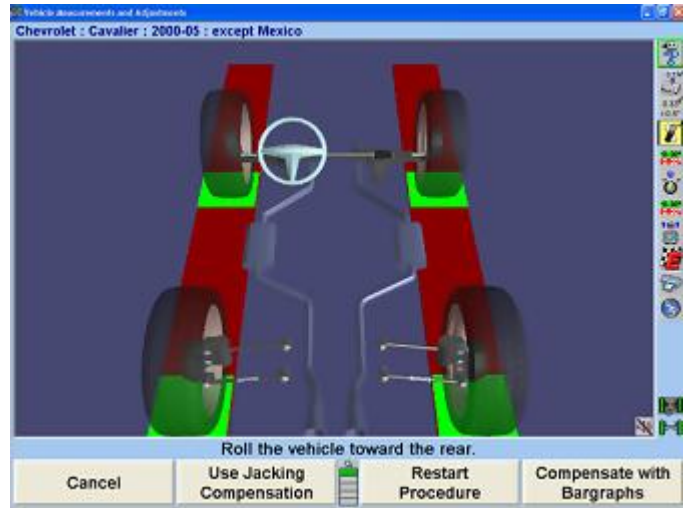 Vehicle Measurements and Adjustments
Chevrolet : Cavalier : 2000-05 : except Mexico
Roll the vehicle toward the rear.
Cancel
Use Jacking
Compensation
Restart
Procedure
Compensate with
Bargraphs